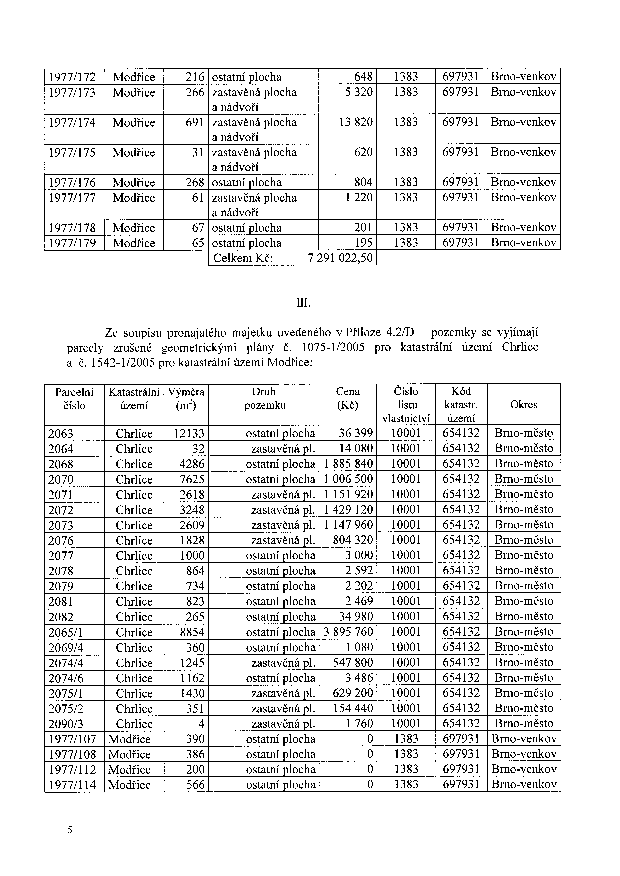 1977/172 Modřice 216 ostatní plocha 648 1383 697931 Brno-venkov
1977/173 Modřice 266 zastavěná plocha 5 320 1383 697931 Brno-venkov
a nádvoří
1977/174 Modřice 691 zastavěná plocha 13 820 1383 697931 Brno-venkov
a nádvoří
1977/175 Modřice 31 zastavěná plocha 620 1383 697931 Brno-venkov
a nádvoří
1977/176 Modřice 268 ostatní plocha 804 1383 697931 Brno-venkov
1977/177 Modřice 61 zastavěná plocha 1 220 1383 697931 Brno-venkov
a nádvoří
1977/178 Modřice 67 ostatní plocha 201 1383 697931 Brno-venkov
1977/179 Modřice 65 ostatní plocha 195 1383 697931 Brno-venkov
Celkem Kč: 7 291 022,50
III.
Ze soupisu pronajatého majetku uvedeného v Příloze 4.2/D – pozemky se vyjímají
parcely zrušené geometrickými plány č. 1075-1/2005 pro katastrální území Chrlice
a č. 1542-1/2005 pro katastrální území Modřice:
Parcelní Katastrální Výměra Druh Cena Číslo Kód
číslo území (m²) pozemku (Kč) listu katastr. Okres
vlastnictví území
2063 Chrlice 12133 ostatní plocha 36 399 10001 654132 Brno-město
2064 Chrlice 32 zastavěná pl. 14 080 10001 654132 Brno-město
2068 Chrlice 4286 ostatní plocha 1 885 840 10001 654132 Brno-město
2070 Chrlice 7625 ostatní plocha 1 006 500 10001 654132 Brno-město
2071 Chrlice 2618 zastavěná pl. 1 151 920 10001 654132 Brno-město
2072 Chrlice 3248 zastavěná pl. 1 429 120 10001 654132 Brno-město
2073 Chrlice 2609 zastavěná pl. 1 147 960 10001 654132 Brno-město
2076 Chrlice 1828 zastavěná pl. 804 320 10001 654132 Brno-město
2077 Chrlice 1000 ostatní plocha 3 000 10001 654132 Brno-město
2078 Chrlice 864 ostatní plocha 2 592 10001 654132 Brno-město
2079 Chrlice 734 ostatní plocha 2 202 10001 654132 Brno-město
2081 Chrlice 823 ostatní plocha 2 469 10001 654132 Brno-město
2082 Chrlice 265 ostatní plocha 34 980 10001 654132 Brno-město
2065/1 Chrlice 8854 ostatní plocha 3 895 760 10001 654132 Brno-město
2069/4 Chrlice 360 ostatní plocha 1 080 10001 654132 Brno-město
2074/4 Chrlice 1245 zastavěná pl. 547 800 10001 654132 Brno-město
2074/6 Chrlice 1162 ostatní plocha 3 486 10001 654132 Brno-město
2075/1 Chrlice 1430 zastavěná pl. 629 200 10001 654132 Brno-město
2075/2 Chrlice 351 zastavěná pl. 154 440 10001 654132 Brno-město
2090/3 Chrlice 4 zastavěná pl. 1 760 10001 654132 Brno-město
1977/107 Modřice 390 ostatní plocha 0 1383 697931 Brno-venkov
1977/108 Modřice 386 ostatní plocha 0 1383 697931 Brno-venkov
1977/112 Modřice 200 ostatní plocha 0 1383 697931 Brno-venkov
1977/114 Modřice 566 ostatní plocha 0 1383 697931 Brno-venkov
5